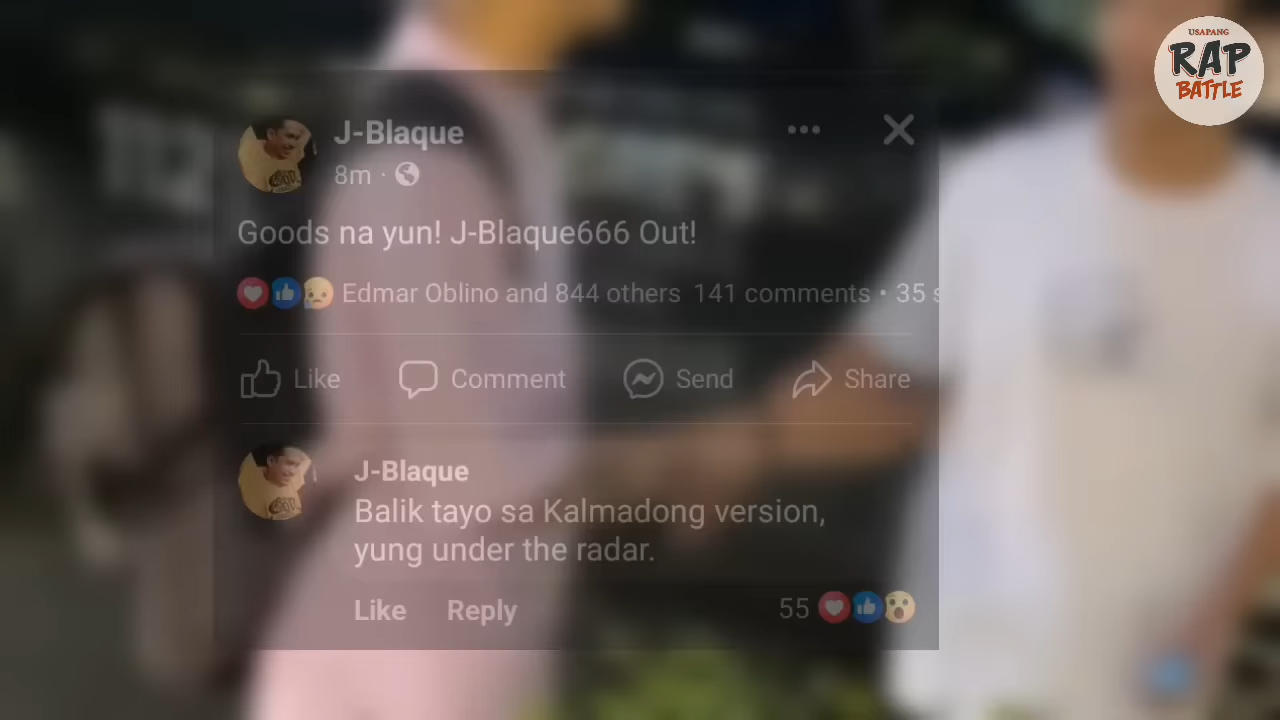 USAPANG
RAP
BATTLE
J-Blaque
8m ·
Goods na yun! J-Blaque666 Out!
Edmar Oblino and 844 others 141 comments • 35 s
Like Comment Send Share
J-Blaque
Balik tayo sa Kalmadong version,
yung under the radar.
Like Reply 55